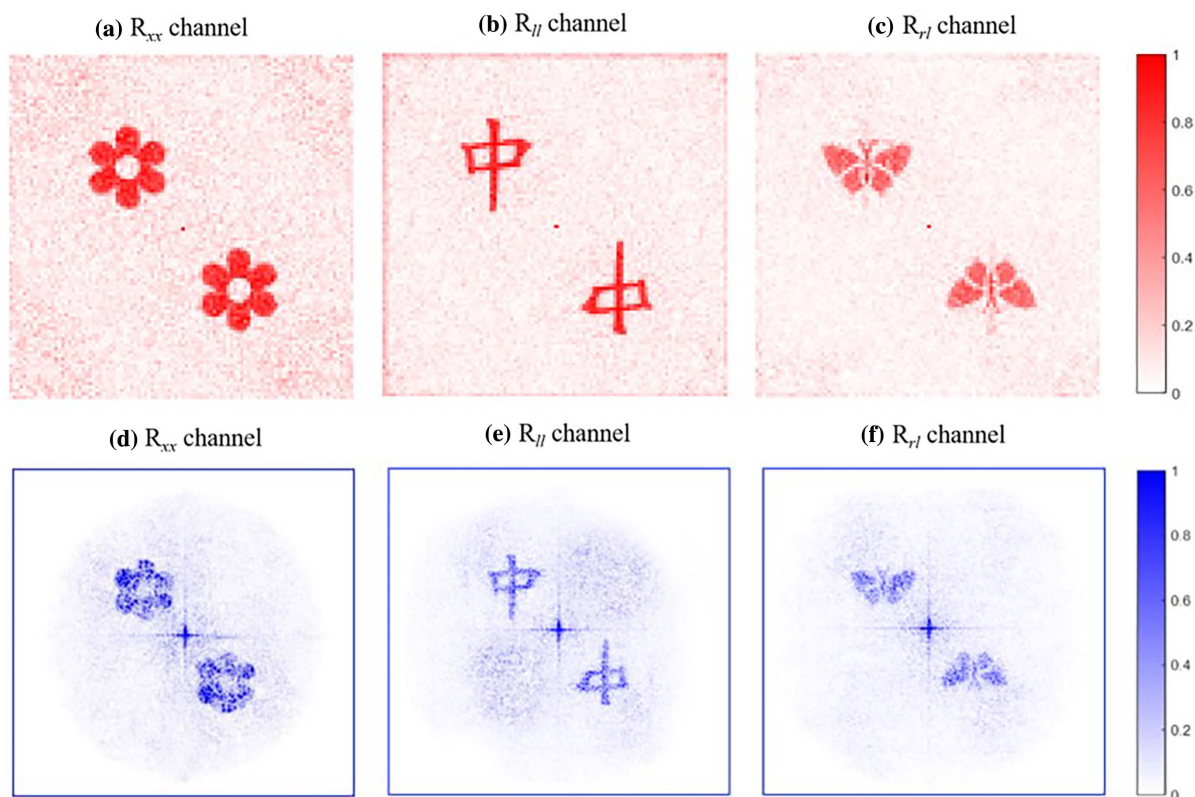 (a) Rxx channel
(b) Rll channel
(c) Rrl channel
中
中
1
0.8
0.6
0.4
0.2
0
(d) Rxx channel
(e) Rll channel
(f) Rrl channel
中
中
1
0.8
0.6
0.4
0.2
0